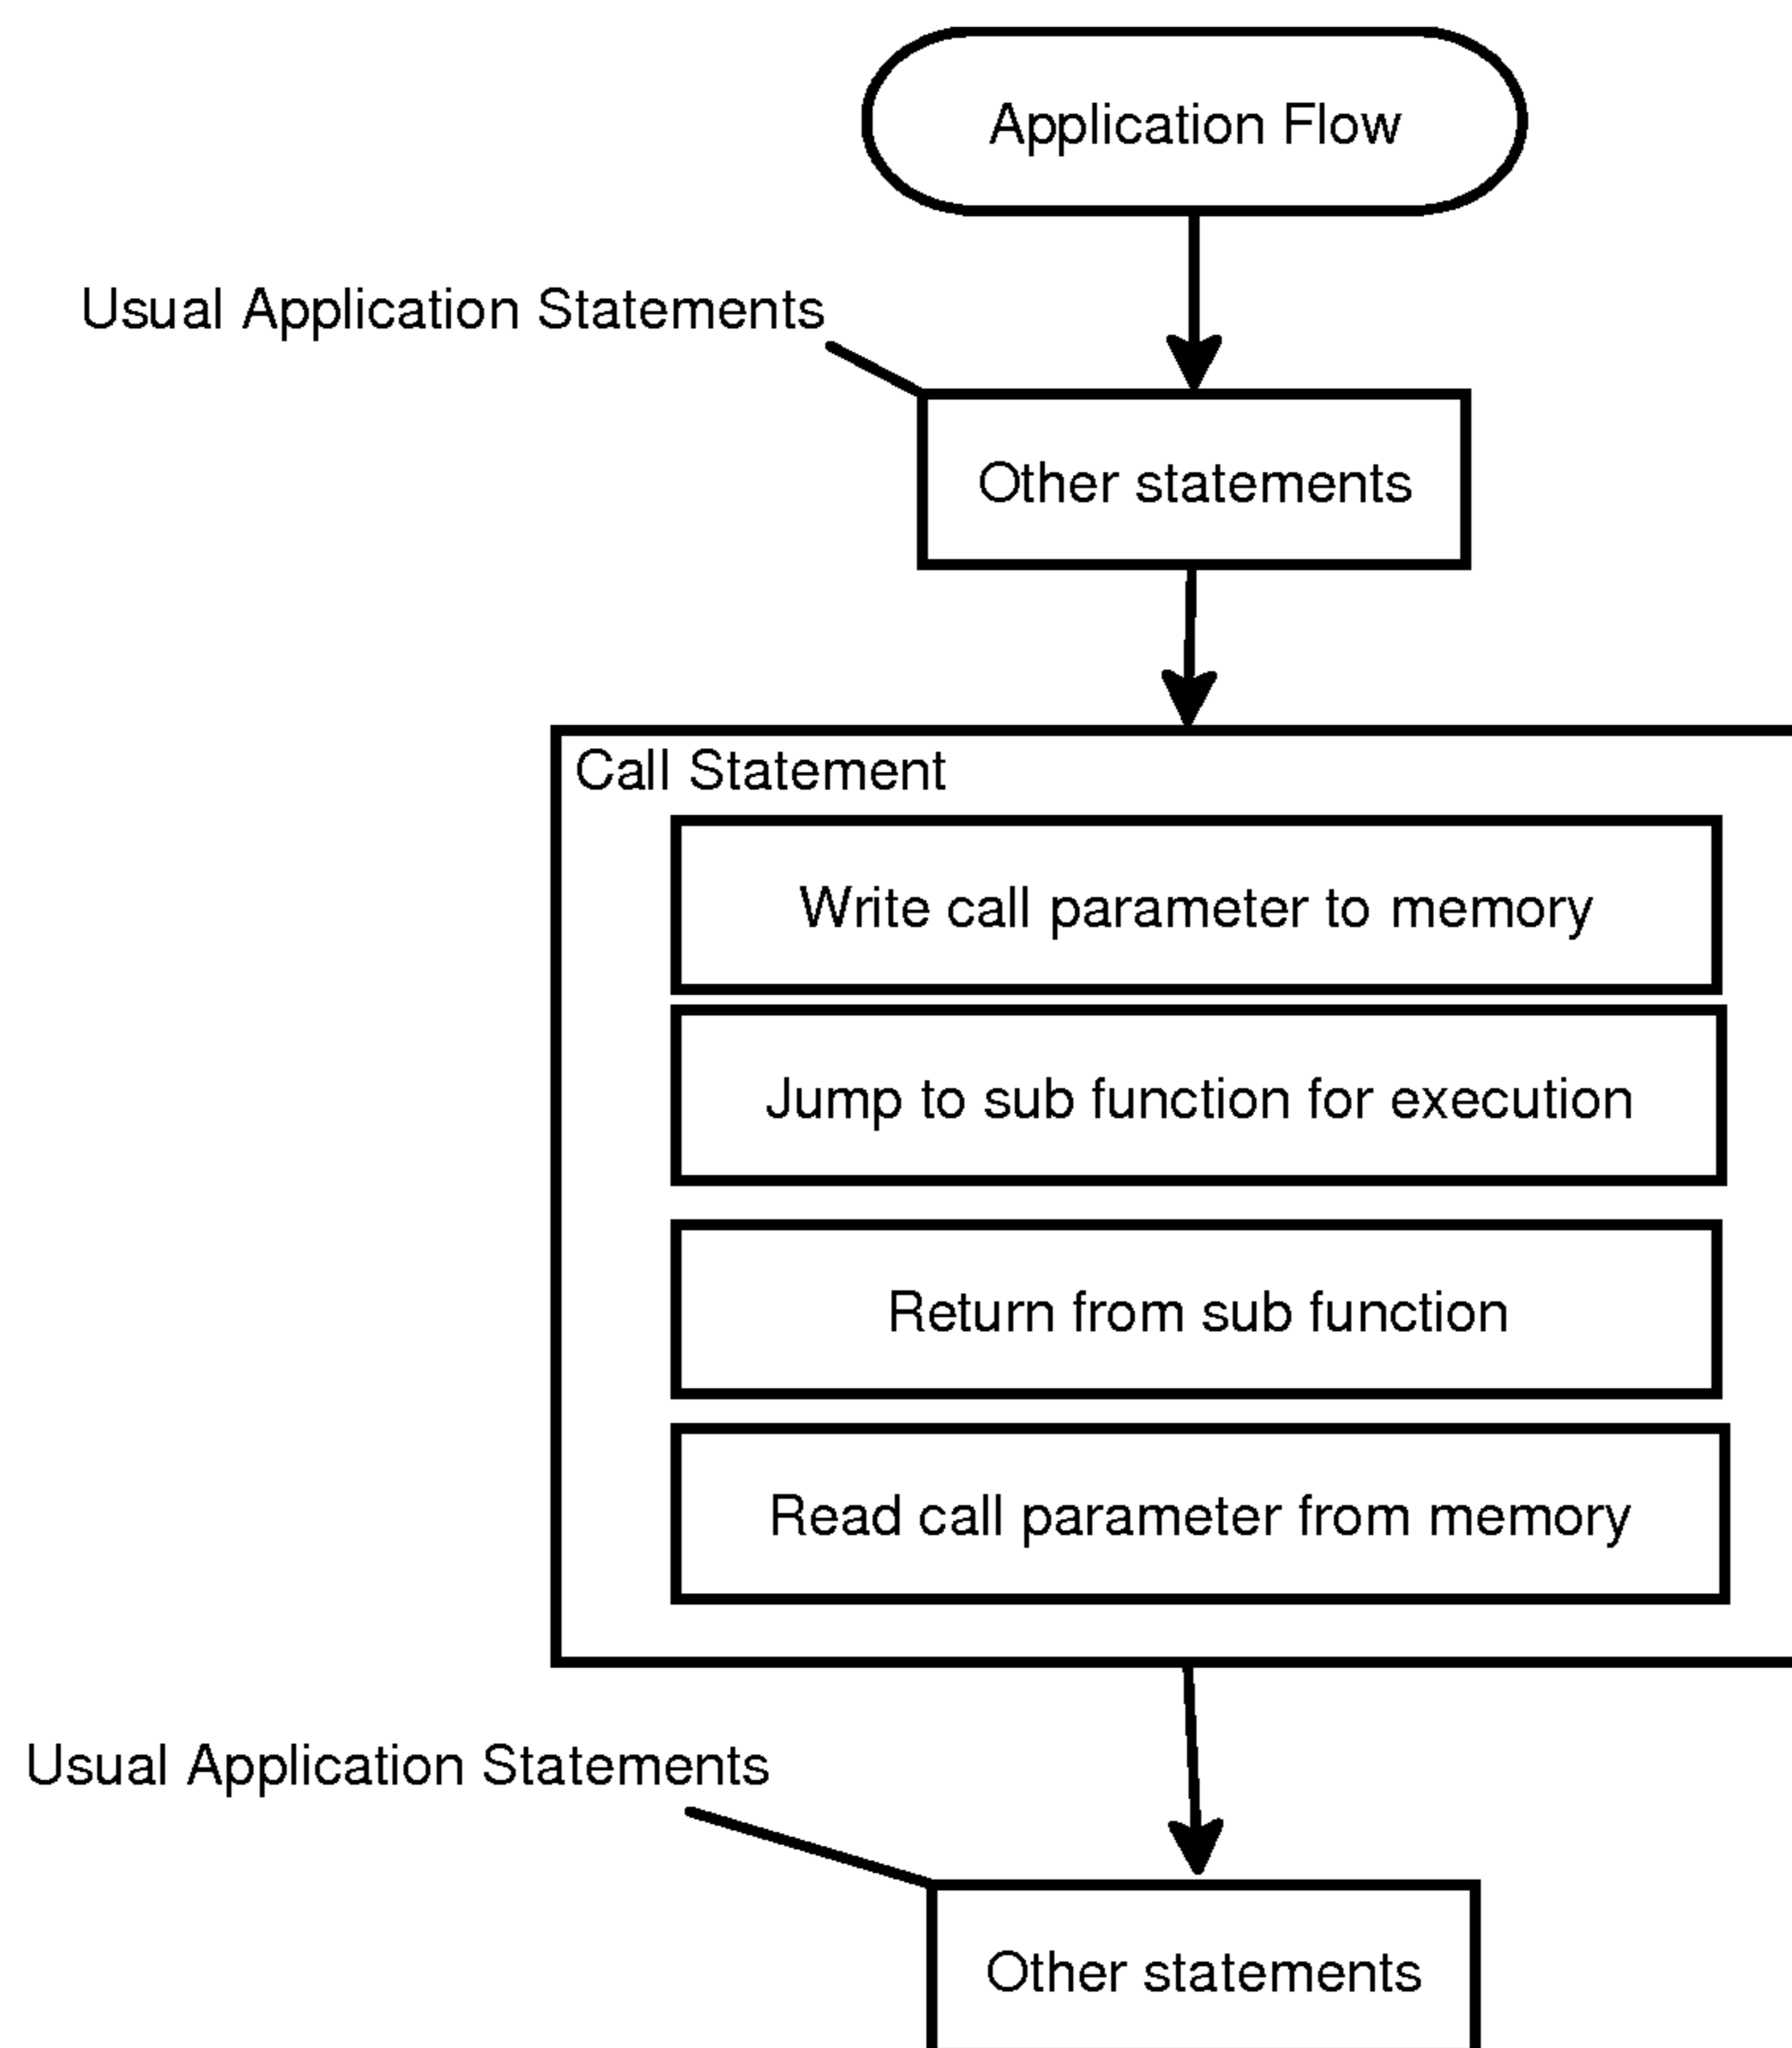 Application Flow
Usual Application Statements
Other statements
Call Statement
Write call parameter to memory
Jump to sub function for execution
Return from sub function
Read call parameter from memory
Usual Application Statements
Other statements